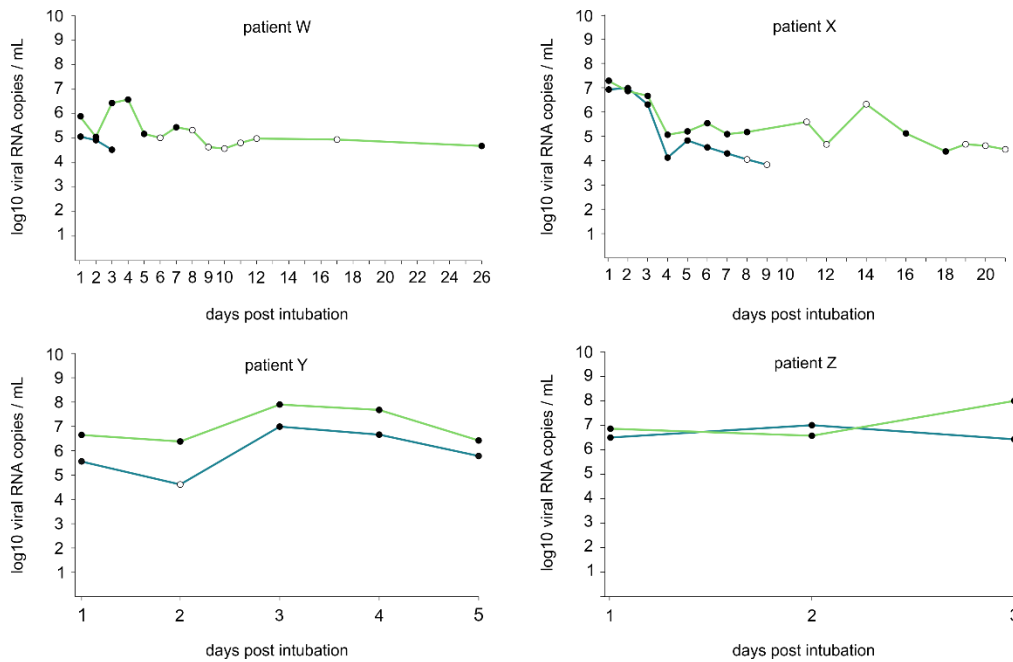 patient W
log10 viral RNA copies / mL
10
9
8
7
6
5
4
3
2
1
1 2 3 4 5 6 7 8 9 10 12 14 16 18 20 22 24 26
days post intubation
patient X
log10 viral RNA copies / mL
10
9
8
7
6
5
4
3
2
1
1 2 3 4 5 6 7 8 9 10 12 14 16 18 20
days post intubation
patient Y
log10 viral RNA copies / mL
10
9
8
7
6
5
4
3
2
1
1 2 3 4 5
days post intubation
patient Z
log10 viral RNA copies / mL
10
9
8
7
6
5
4
3
2
1
1 2 3
days post intubation